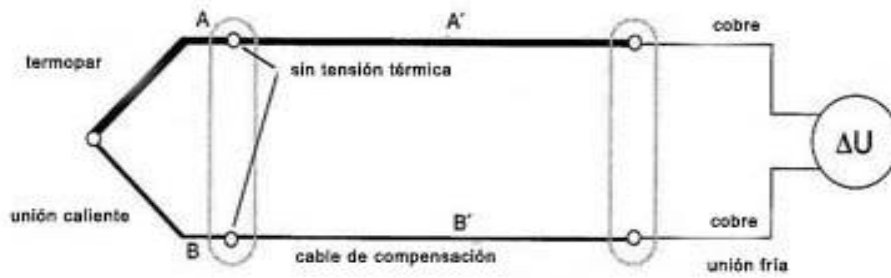 A
A′
cobre
termopar
sin tensión térmica
ΔU
unión caliente
B
B′
cobre
cable de compensación
unión fría